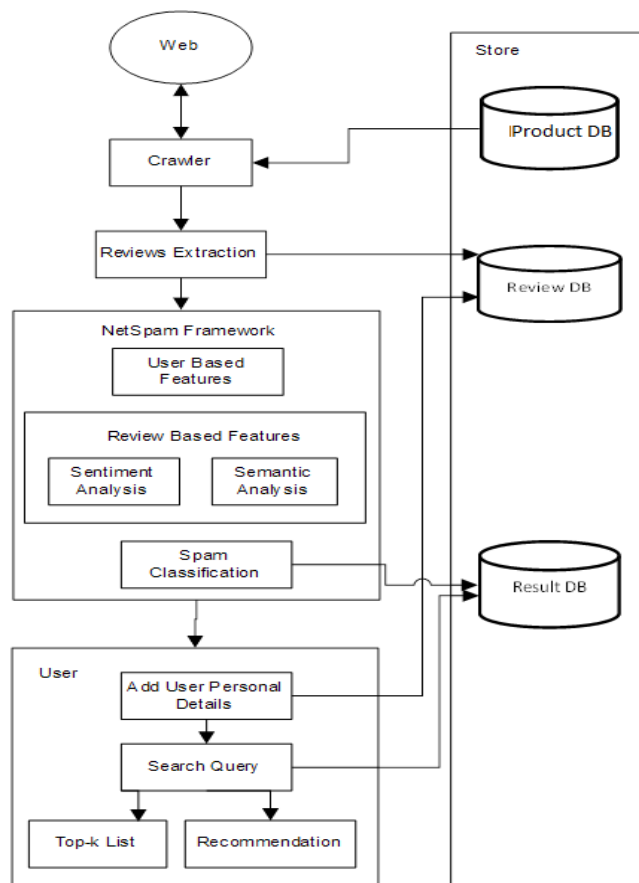 Web
Store
IProduct DB
Crawler
Reviews Extraction
Review DB
NetSpam Framework
User Based
Features
Review Based Features
Sentiment
Analysis
Semantic
Analysis
Spam
Classification
Result DB
User
Add User Personal
Details
Search Query
Top-k List
Recommendation